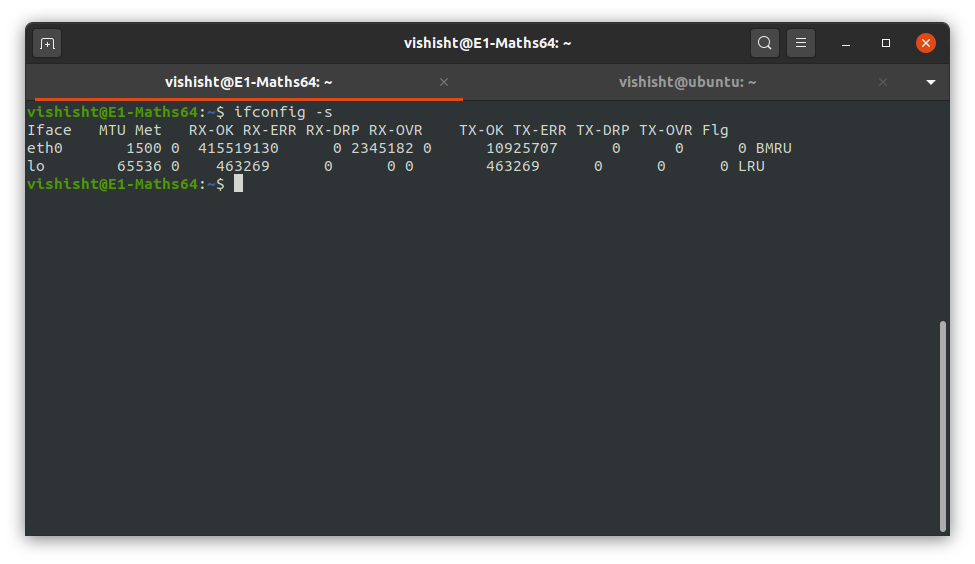 vishisht@E1-Maths64: ~
vishisht@E1-Maths64: ~ vishisht@ubuntu: ~
vishisht@E1-Maths64:~$ ifconfig -s
Iface   MTU Met   RX-OK RX-ERR RX-DRP RX-OVR    TX-OK TX-ERR TX-DRP TX-OVR Flg
eth0       1500 0  415519130      0 2345182 0      10925707      0      0      0 BMRU
lo        65536 0    463269      0      0 0        463269      0      0      0 LRU
vishisht@E1-Maths64:~$